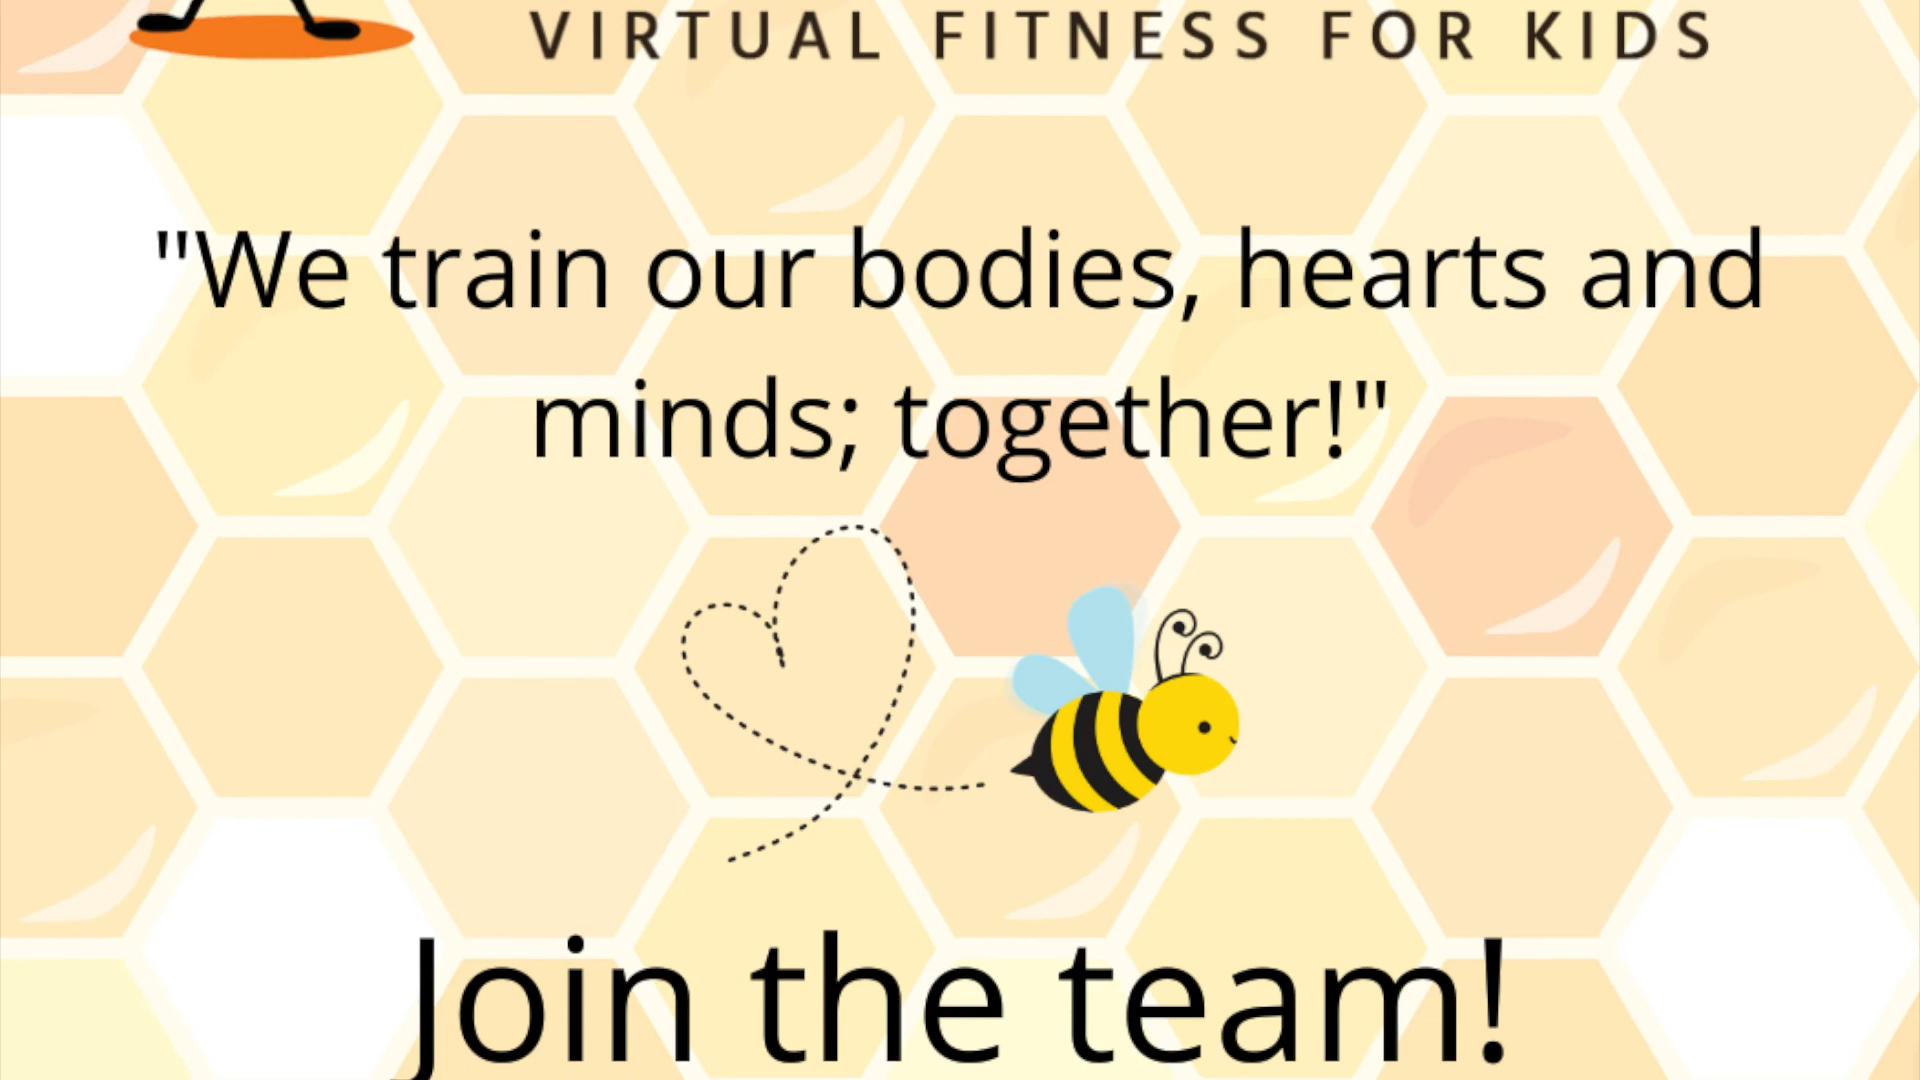 VIRTUAL FITNESS FOR KIDS
"We train our bodies, hearts and
minds; together!"
Join the team!